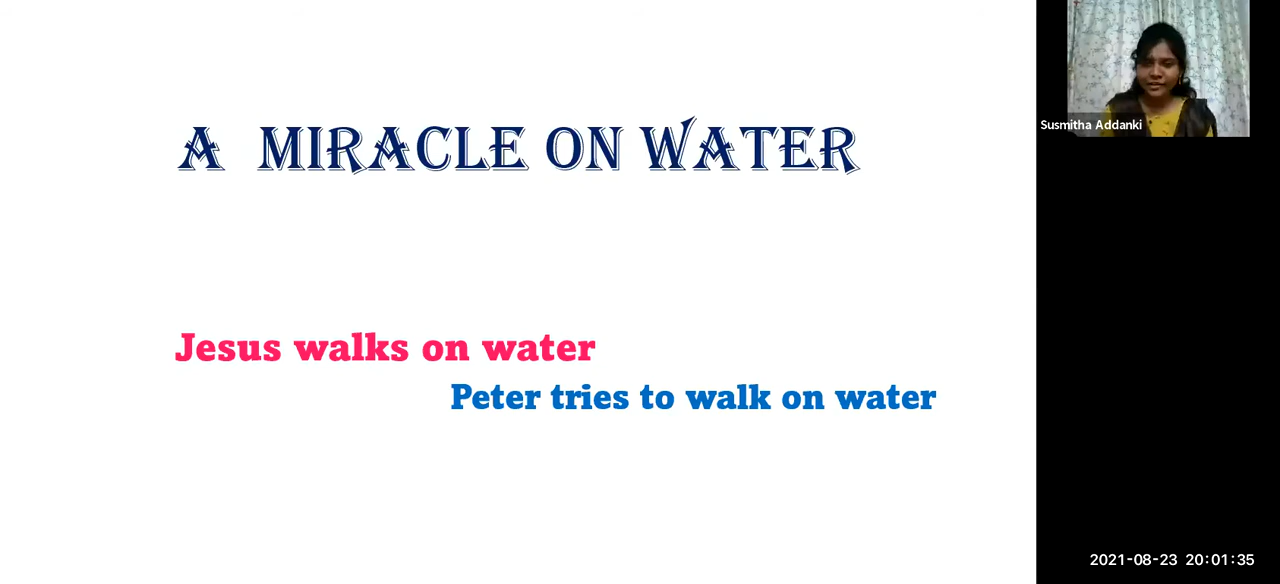 A MIRACLE ON WATER
Susmitha Addanki
Jesus walks on water
Peter tries to walk on water
2021-08-23 20:01:35